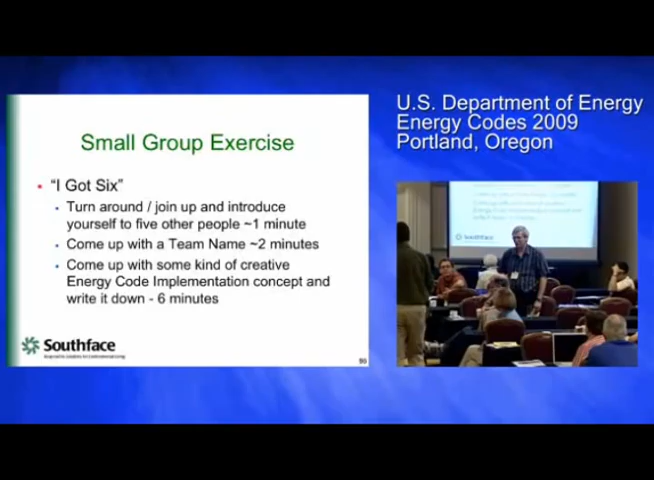 Small Group Exercise
"I Got Six"
Turn around / join up and introduce
yourself to five other people ~1 minute
Come up with a Team Name ~2 minutes
Come up with some kind of creative
Energy Code Implementation concept and
write it down - 6 minutes
Southface
U.S. Department of Energy
Energy Codes 2009
Portland, Oregon
Southface